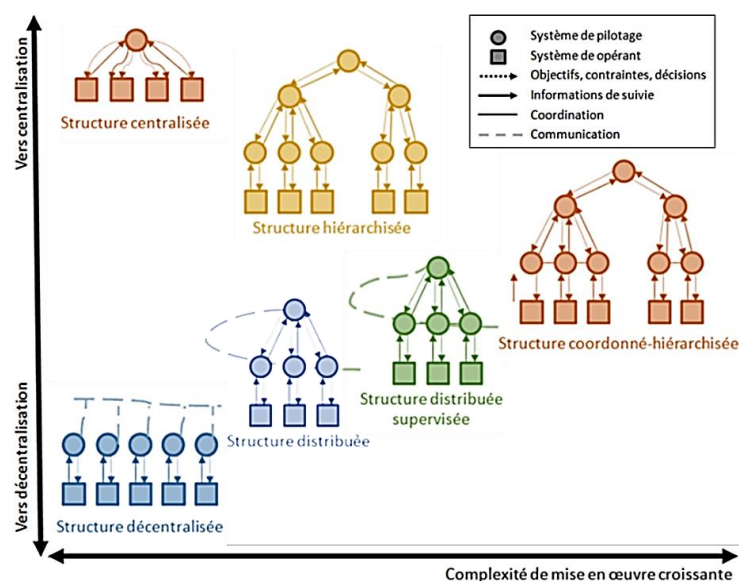 Vers centralisation
Système de pilotage
Système de opérant
Objectifs, contraintes, décisions
Informations de suivie
Coordination
Communication
Structure centralisée
Structure hiérarchisée
Structure coordonné-hiérarchisée
Structure distribuée
supervisée
Structure distribuée
Structure décentralisée
Vers décentralisation
Complexité de mise en œuvre croissante